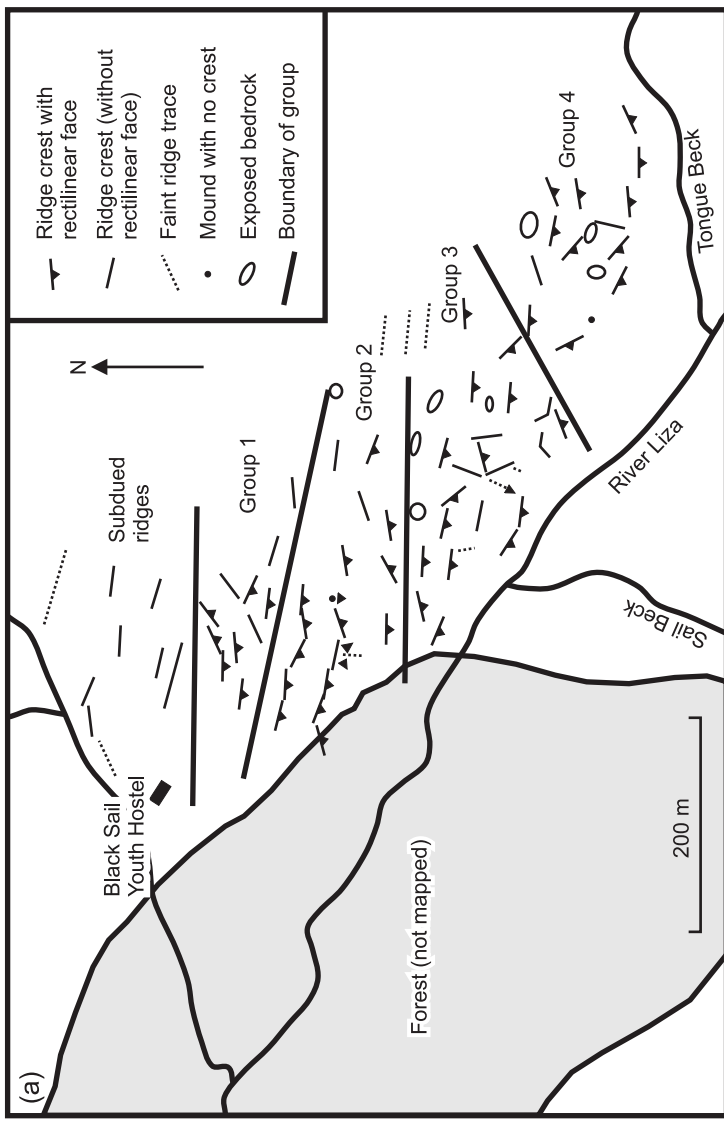 (a)
Ridge crest with
rectilinear face
Ridge crest (without
rectilinear face)
Faint ridge trace
Mound with no crest
Exposed bedrock
Boundary of group
N
Subdued
ridges
Group 1
Group 2
Group 3
Group 4
Black Sail
Youth Hostel
Forest (not mapped)
200 m
Sail Beck
River Liza
Tongue Beck